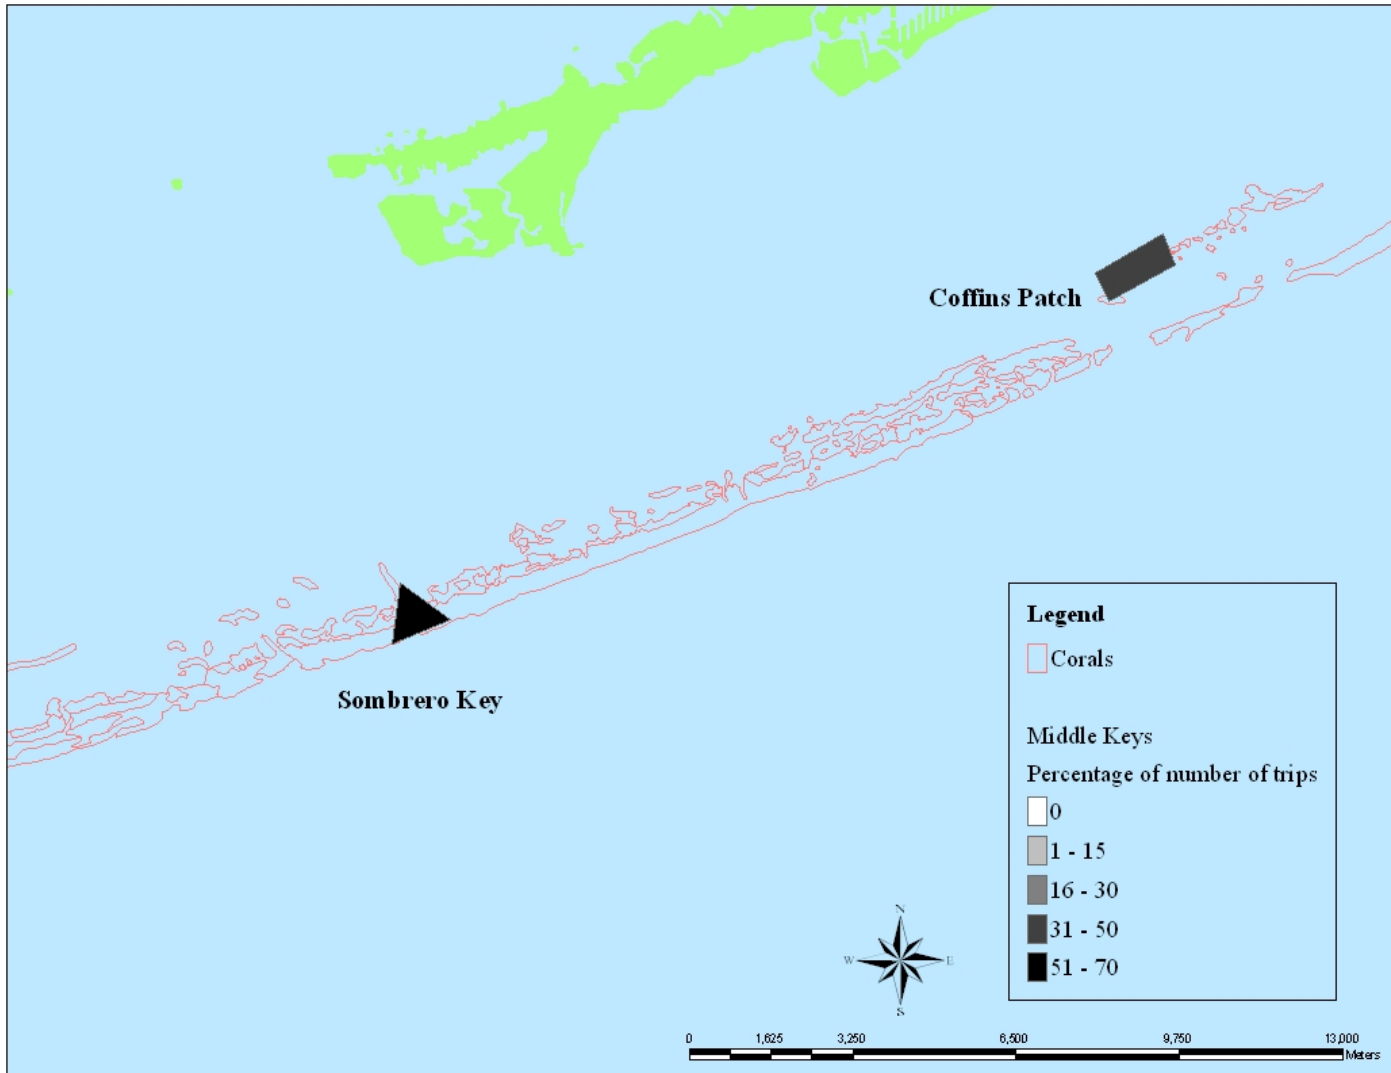 Coffins Patch
Sombrero Key
Legend
Corals
Middle Keys
Percentage of number of trips
0
1 - 15
16 - 30
31 - 50
51 - 70
N
W E
S
0 1,625 3,250 6,500 9,750 13,000
Meters